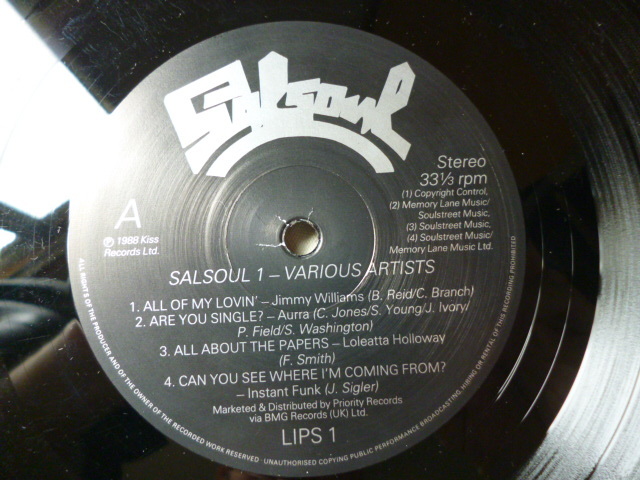 Salsoul
Stereo
33⅓ rpm
(1) Copyright Control,
(2) Memory Lane Music/
Soulstreet Music,
(3) Soulstreet Music,
(4) Soulstreet Music/
Memory Lane Music Ltd.
A
℗ 1988 Kiss
Records Ltd.
SALSOUL 1 – VARIOUS ARTISTS
1. ALL OF MY LOVIN' – Jimmy Williams (B. Reid/C. Branch)
2. ARE YOU SINGLE? – Aurra (C. Jones/S. Young/J. Ivory/
P. Field/S. Washington)
3. ALL ABOUT THE PAPERS – Loleatta Holloway
(F. Smith)
4. CAN YOU SEE WHERE I'M COMING FROM?
– Instant Funk (J. Sigler)
Marketed & Distributed by Priority Records
via BMG Records (UK) Ltd.
LIPS 1
ALL RIGHTS OF THE PRODUCER AND OF THE OWNER OF THE RECORDED WORK RESERVED – UNAUTHORISED COPYING PUBLIC PERFORMANCE BROADCASTING HIRING OR RENTAL OF THIS RECORDING PROHIBITED